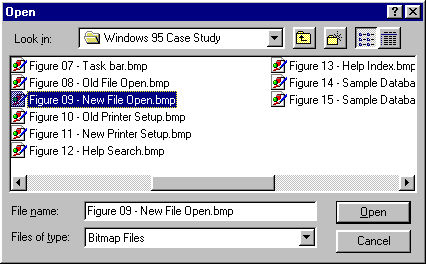 Open
Look in: Windows 95 Case Study
Figure 07 - Task bar.bmp
Figure 08 - Old File Open.bmp
Figure 09 - New File Open.bmp
Figure 10 - Old Printer Setup.bmp
Figure 11 - New Printer Setup.bmp
Figure 12 - Help Search.bmp
Figure 13 - Help Index.bmp
Figure 14 - Sample Databa
Figure 15 - Sample Databa
File name: Figure 09 - New File Open.bmp
Open
Files of type: Bitmap Files
Cancel